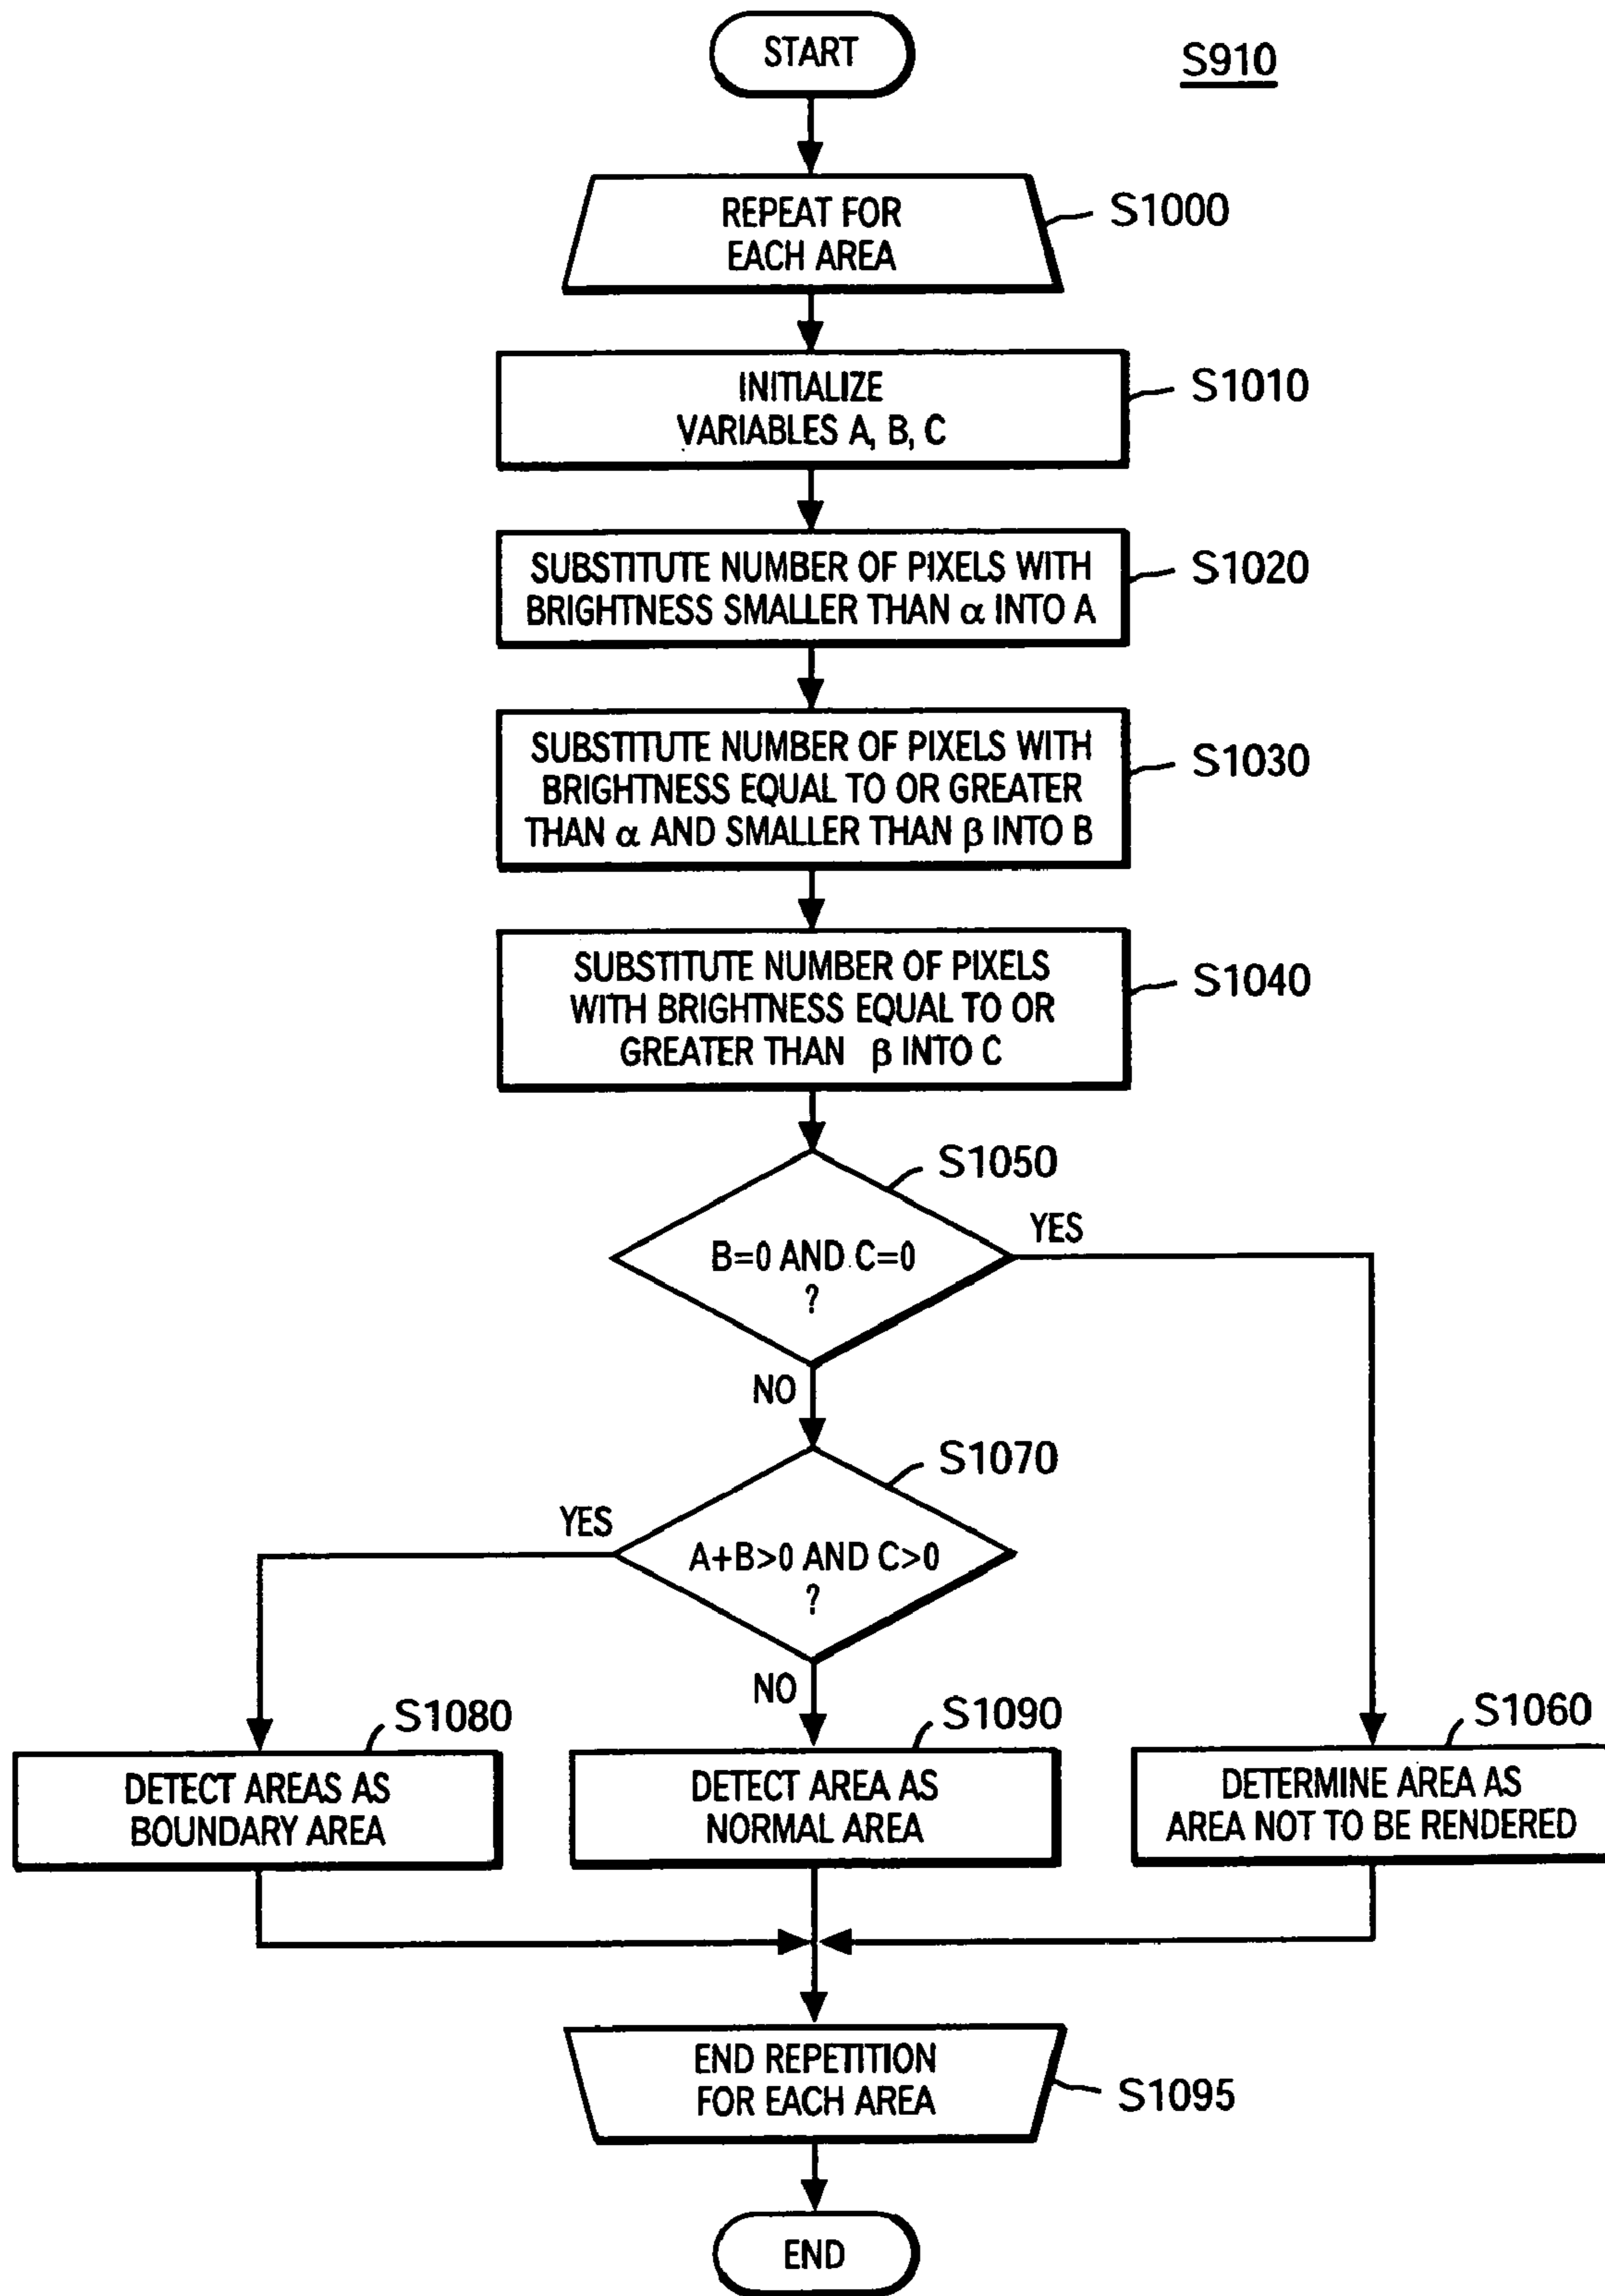 START
S910
REPEAT FOR
EACH AREA
S1000
INITIALIZE
VARIABLES A, B, C
S1010
SUBSTITUTE NUMBER OF PIXELS WITH
BRIGHTNESS SMALLER THAN α INTO A
S1020
SUBSTITUTE NUMBER OF PIXELS WITH
BRIGHTNESS EQUAL TO OR GREATER
THAN α AND SMALLER THAN β INTO B
S1030
SUBSTITUTE NUMBER OF PIXELS
WITH BRIGHTNESS EQUAL TO OR
GREATER THAN β INTO C
S1040
S1050
B=0 AND C=0
?
YES
NO
S1070
A+B>0 AND C>0
?
YES
NO
S1080
DETECT AREAS AS
BOUNDARY AREA
S1090
DETECT AREA AS
NORMAL AREA
S1060
DETERMINE AREA AS
AREA NOT TO BE RENDERED
END REPETITION
FOR EACH AREA
S1095
END